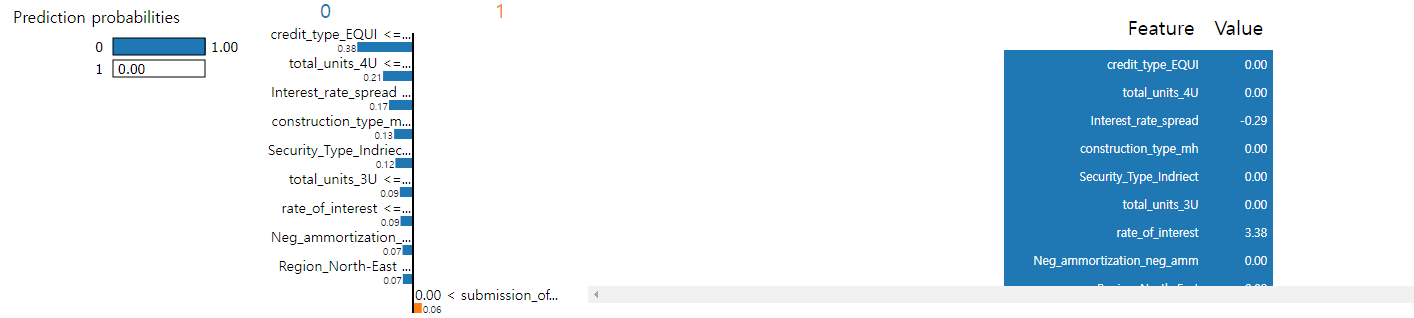 Prediction probabilities
0 1.00
1 0.00
0 1
credit_type_EQUI <=...
0.38
total_units_4U <=...
0.21
Interest_rate_spread ...
0.17
construction_type_m...
0.13
Security_Type_Indriec...
0.12
total_units_3U <=...
0.09
rate_of_interest <=...
0.09
Neg_ammortization_...
0.07
Region_North-East ...
0.07
0.00 < submission_of...
0.06
Feature Value
credit_type_EQUI 0.00
total_units_4U 0.00
Interest_rate_spread -0.29
construction_type_mh 0.00
Security_Type_Indriect 0.00
total_units_3U 0.00
rate_of_interest 3.38
Neg_ammortization_neg_amm 0.00